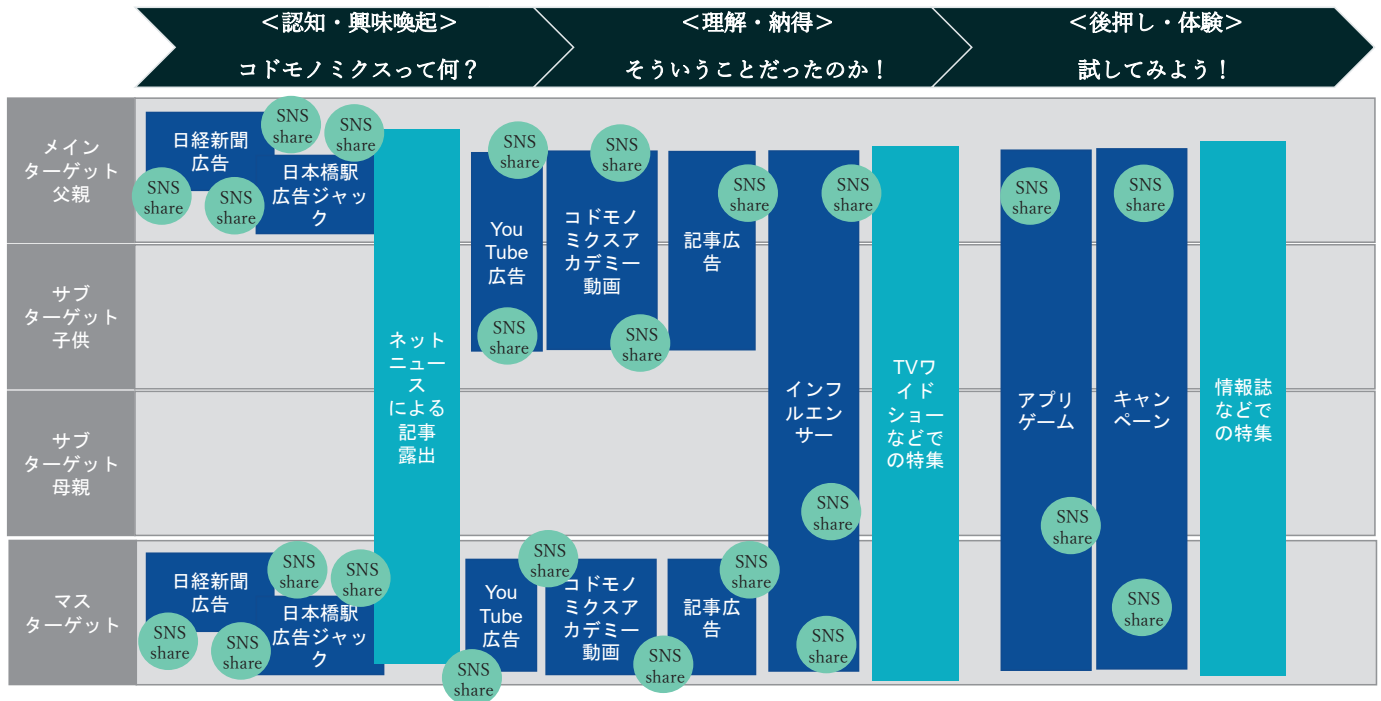 ＜認知・興味喚起＞
コドモノミクスって何？
＜理解・納得＞
そういうことだったのか！
＜後押し・体験＞
試してみよう！
メイン
ターゲット
父親
日経新聞
広告
日本橋駅
広告ジャッ
ク
SNS
share
SNS
share
SNS
share
SNS
share
サブ
ターゲット
子供
サブ
ターゲット
母親
ネット
ニュー
ス
による
記事
露出
You
Tube
広告
SNS
share
SNS
share
コドモノ
ミクスア
カデミー
動画
SNS
share
SNS
share
記事広
告
SNS
share
インフ
ルエン
サー
SNS
share
SNS
share
SNS
share
TVワ
イド
ショー
などで
の特集
アプリ
ゲーム
SNS
share
SNS
share
キャン
ペーン
SNS
share
SNS
share
情報誌
などで
の特集
マス
ターゲット
日経新聞
広告
日本橋駅
広告ジャッ
ク
SNS
share
SNS
share
SNS
share
SNS
share
You
Tube
広告
SNS
share
SNS
share
コドモノ
ミクスア
カデミー
動画
SNS
share
記事広
告
SNS
share